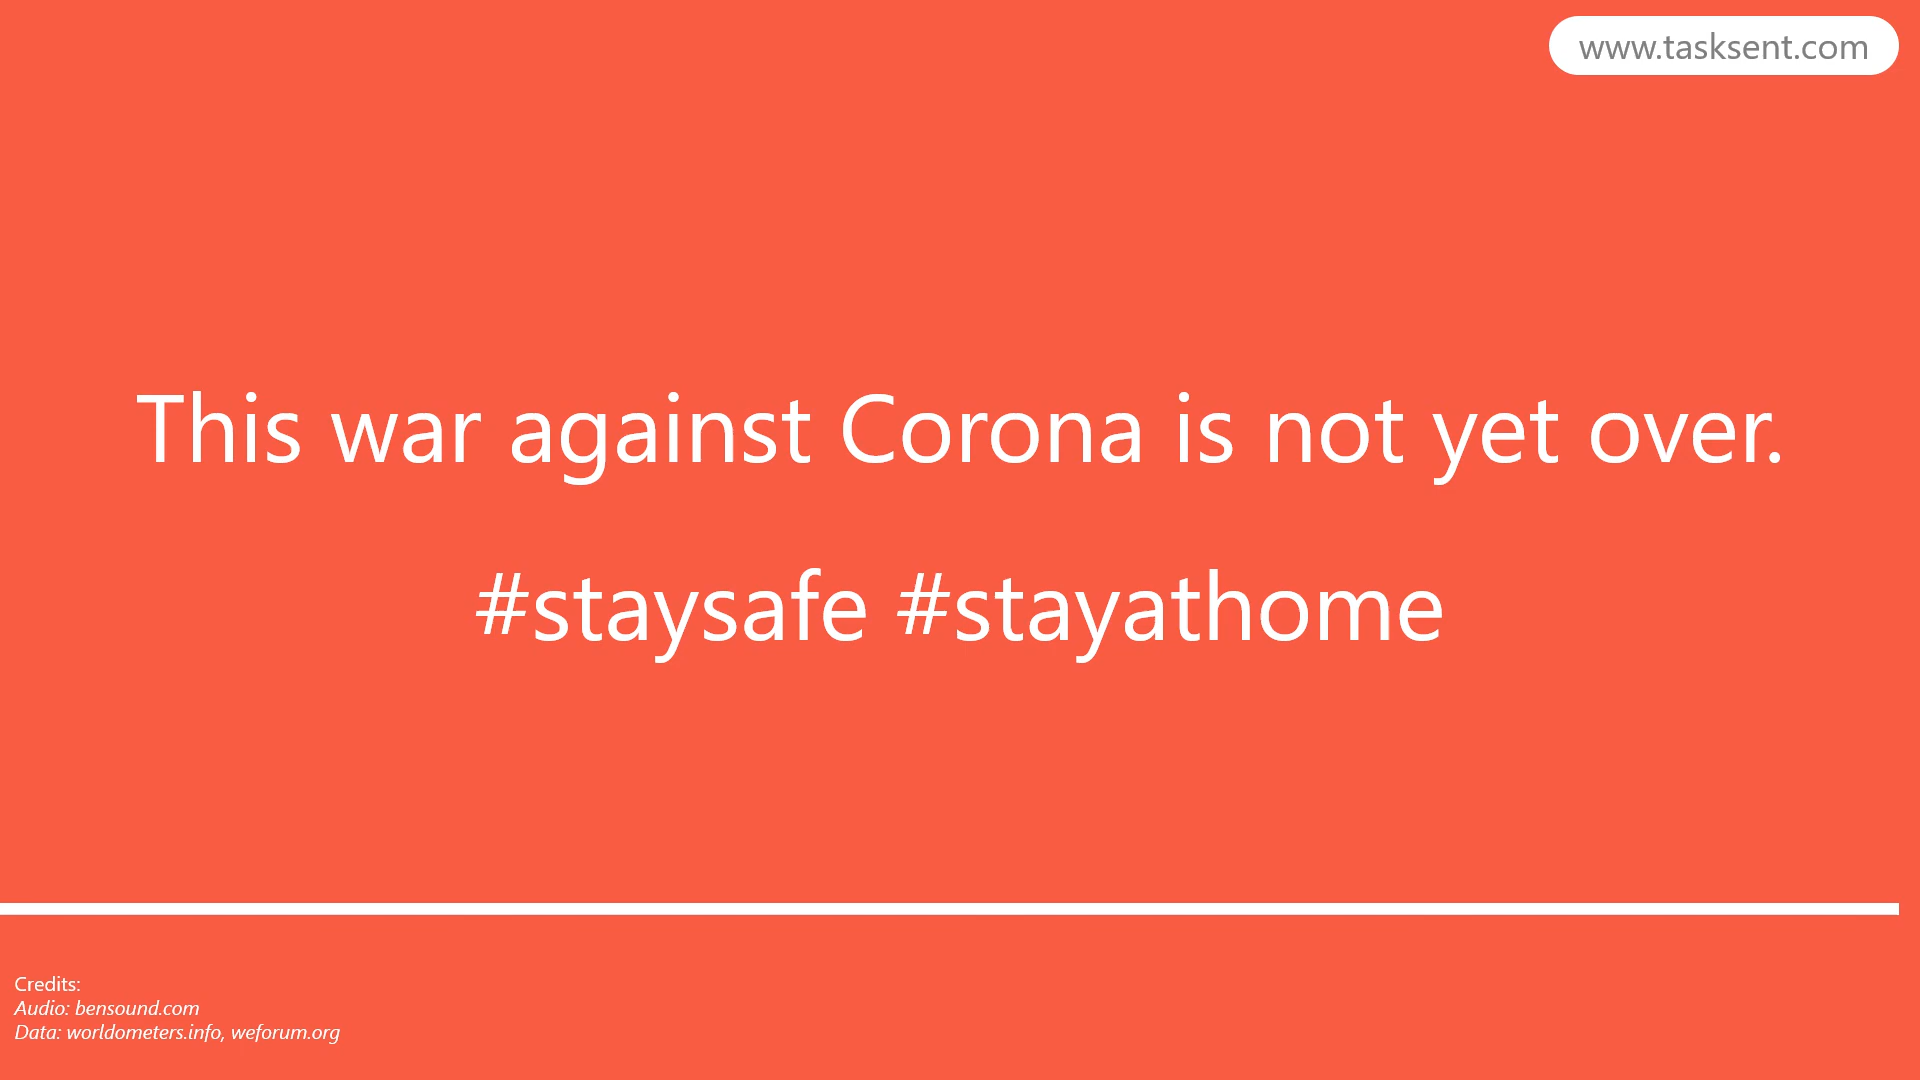 www.tasksent.com
This war against Corona is not yet over.
#staysafe #stayathome
Credits:
Audio: bensound.com
Data: worldometers.info, weforum.org